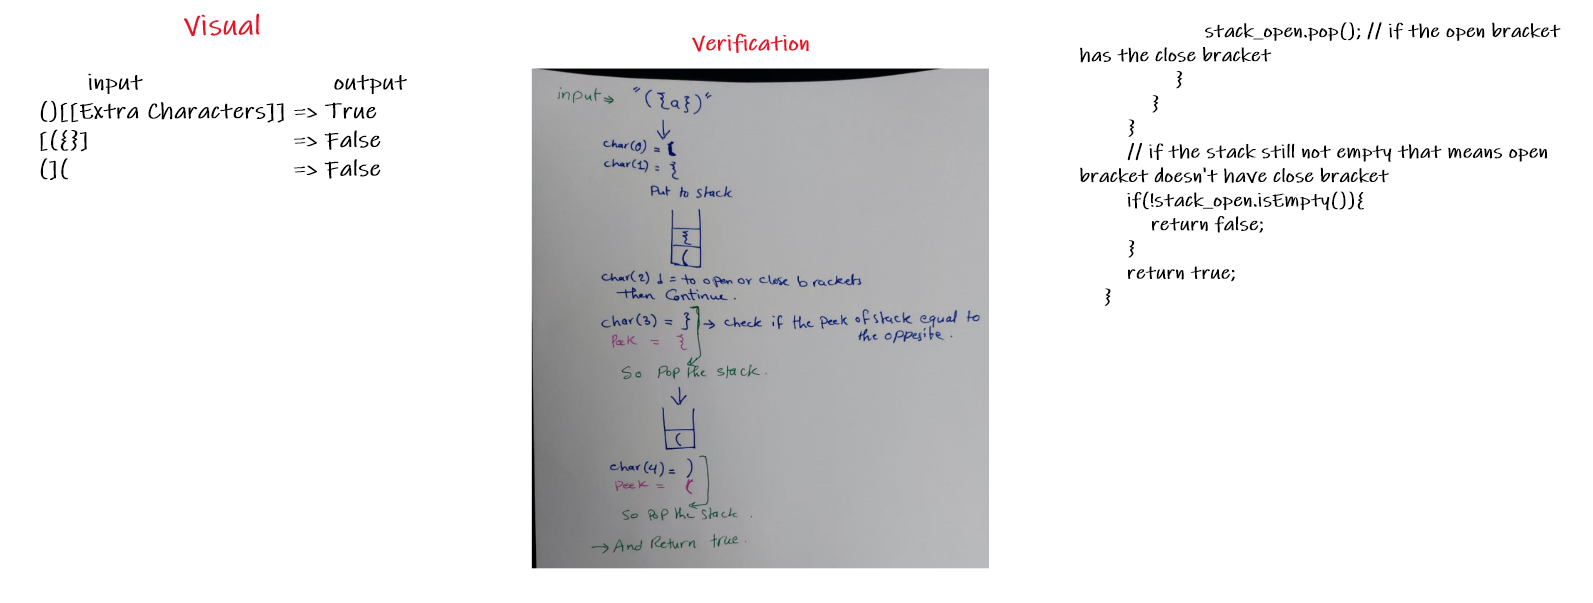 Visual
input output
()[[Extra Characters]] => True
[({}] => False
(]( => False
Verification
input → "({a})"
char(0) = (
char(1) = {
Put to stack
{
(
char(2) != to open or close brackets
then Continue.
char(3) = } → check if the peek of stack equal to
Peek = { the oppesite.
So pop the stack.
(
char(4) = )
Peek = (
So pop the stack.
→ And Return true.
stack_open.pop(); // if the open bracket
has the close bracket
}
}
}
// if the stack still not empty that means open
bracket doesn't have close bracket
if(!stack_open.isEmpty()){
return false;
}
return true;
}